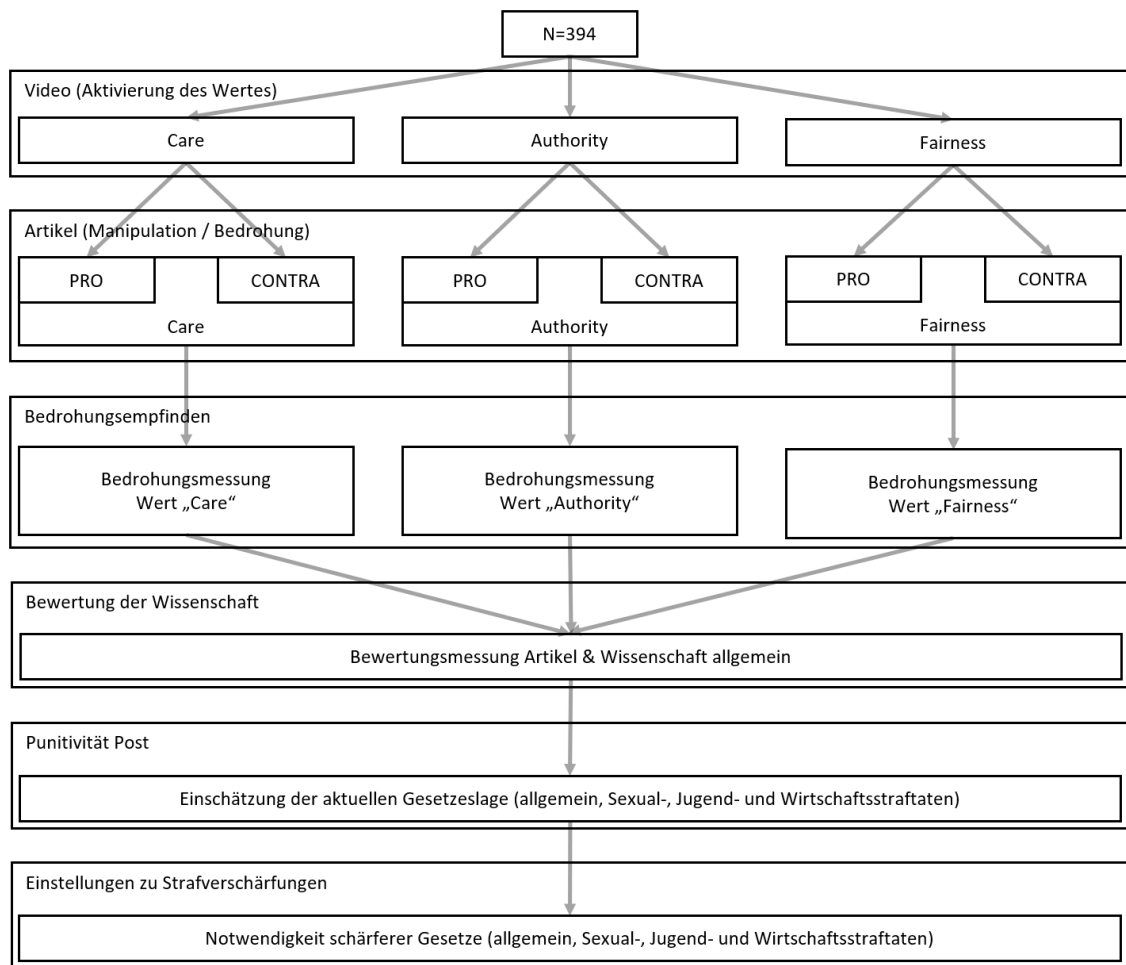 N=394
Video (Aktivierung des Wertes)
Care
Authority
Fairness
Artikel (Manipulation / Bedrohung)
PRO
CONTRA
Care
PRO
CONTRA
Authority
PRO
CONTRA
Fairness
Bedrohungsempfinden
Bedrohungsmessung
Wert „Care“
Bedrohungsmessung
Wert „Authority“
Bedrohungsmessung
Wert „Fairness“
Bewertung der Wissenschaft
Bewertungsmessung Artikel & Wissenschaft allgemein
Punitivität Post
Einschätzung der aktuellen Gesetzeslage (allgemein, Sexual-, Jugend- und Wirtschaftsstraftaten)
Einstellungen zu Strafverschärfungen
Notwendigkeit schärferer Gesetze (allgemein, Sexual-, Jugend- und Wirtschaftsstraftaten)